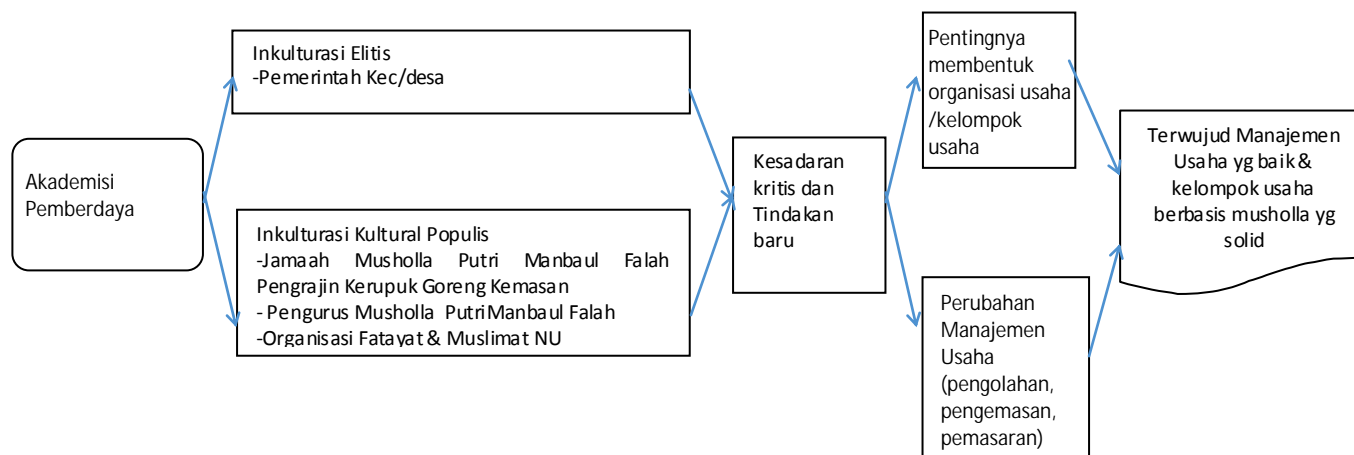 Akademisi
Pemberdaya
Inkulturasi Elitis
-Pemerintah Kec/desa
Inkulturasi Kultural Populis
-Jamaah Musholla Putri Manbaul Falah
Pengrajin Kerupuk Goreng Kemasan
- Pengurus Musholla PutriManbaul Falah
-Organisasi Fatayat & Muslimat NU
Kesadaran
kritis dan
Tindakan
baru
Pentingnya
membentuk
organisasi usaha
/kelompok
usaha
Perubahan
Manajemen
Usaha
(pengolahan,
pengemasan,
pemasaran)
Terwujud Manajemen
Usaha yg baik &
kelompok usaha
berbasis musholla yg
solid